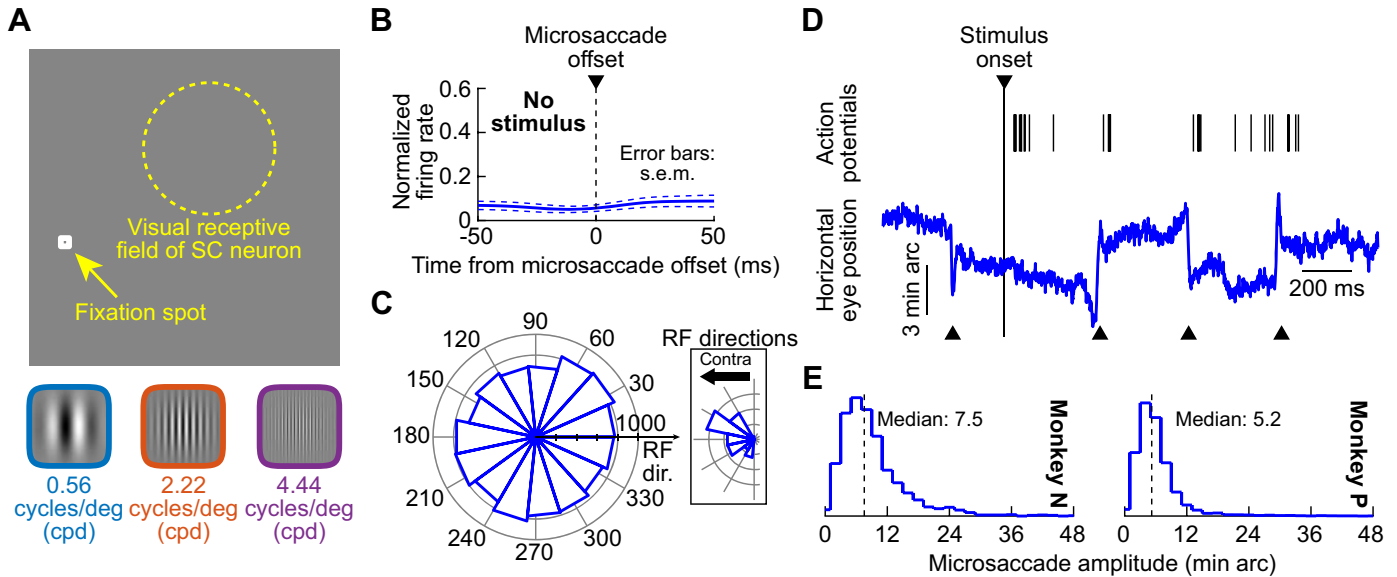 A
Visual receptive
field of SC neuron
Fixation spot
0.56
cycles/deg
(cpd)
2.22
cycles/deg
(cpd)
4.44
cycles/deg
(cpd)
B
Microsaccade
offset
No
stimulus
Error bars:
s.e.m.
Normalized
firing rate
0.6
0.4
0.2
0
-50
0
50
Time from microsaccade offset (ms)
C
90
60
30
1000
RF
dir.
330
300
270
240
210
180
150
120
RF directions
Contra
D
Stimulus
onset
Action
potentials
Horizontal
eye position
3 min arc
200 ms
E
Median: 7.5
Monkey N
0 12 24 36 48
Median: 5.2
Monkey P
0 12 24 36 48
Microsaccade amplitude (min arc)